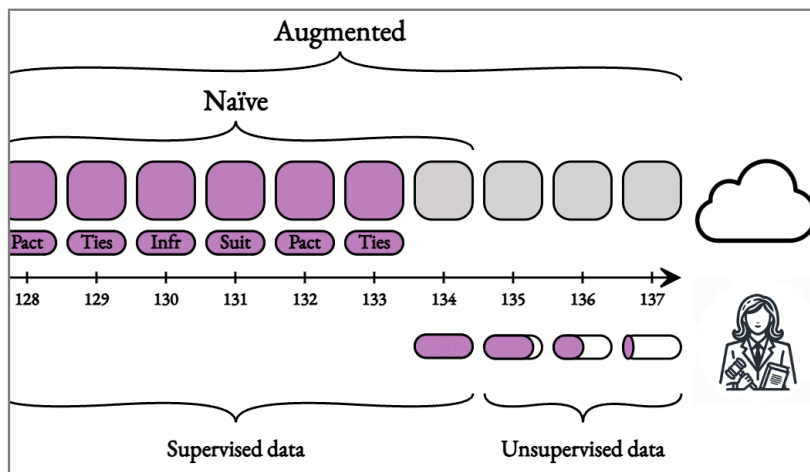 Augmented
Naïve
Pact Ties Infr Suit Pact Ties
128 129 130 131 132 133 134 135 136 137
Supervised data Unsupervised data